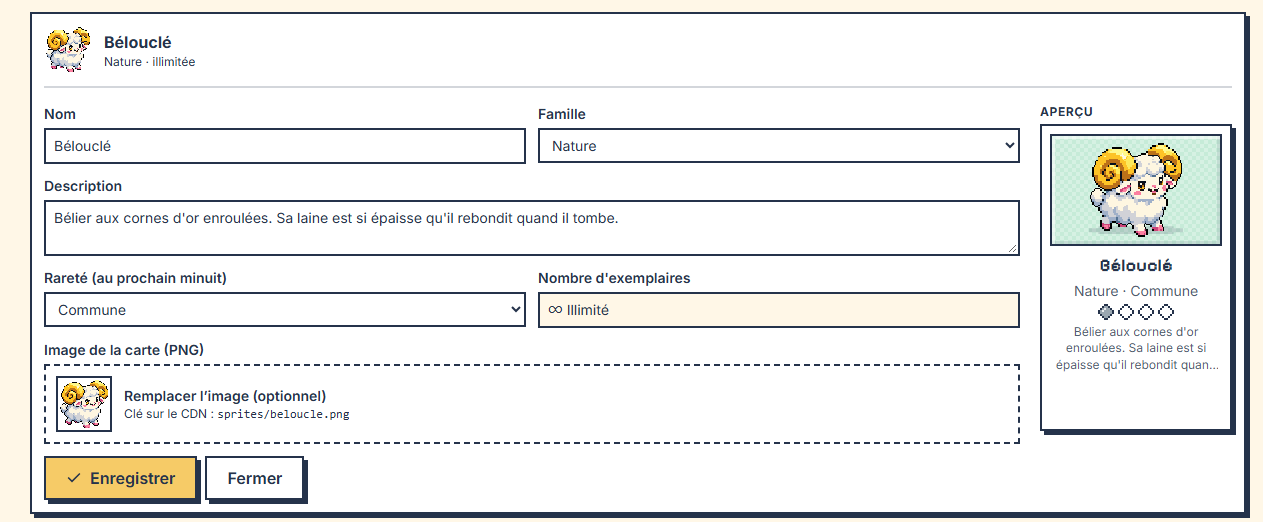 Bélouclé
Nature · illimitée
Nom
Famille
Bélouclé
Nature
Description
Bélier aux cornes d'or enroulées. Sa laine est si épaisse qu'il rebondit quand il tombe.
Rareté (au prochain minuit)
Nombre d'exemplaires
Commune
∞ Illimité
Image de la carte (PNG)
Remplacer l’image (optionnel)
Clé sur le CDN : sprites/beloucle.png
Enregistrer
Fermer
APERÇU
Bélouclé
Nature · Commune
Bélier aux cornes d'or
enroulées. Sa laine est si
épaisse qu'il rebondit quan...